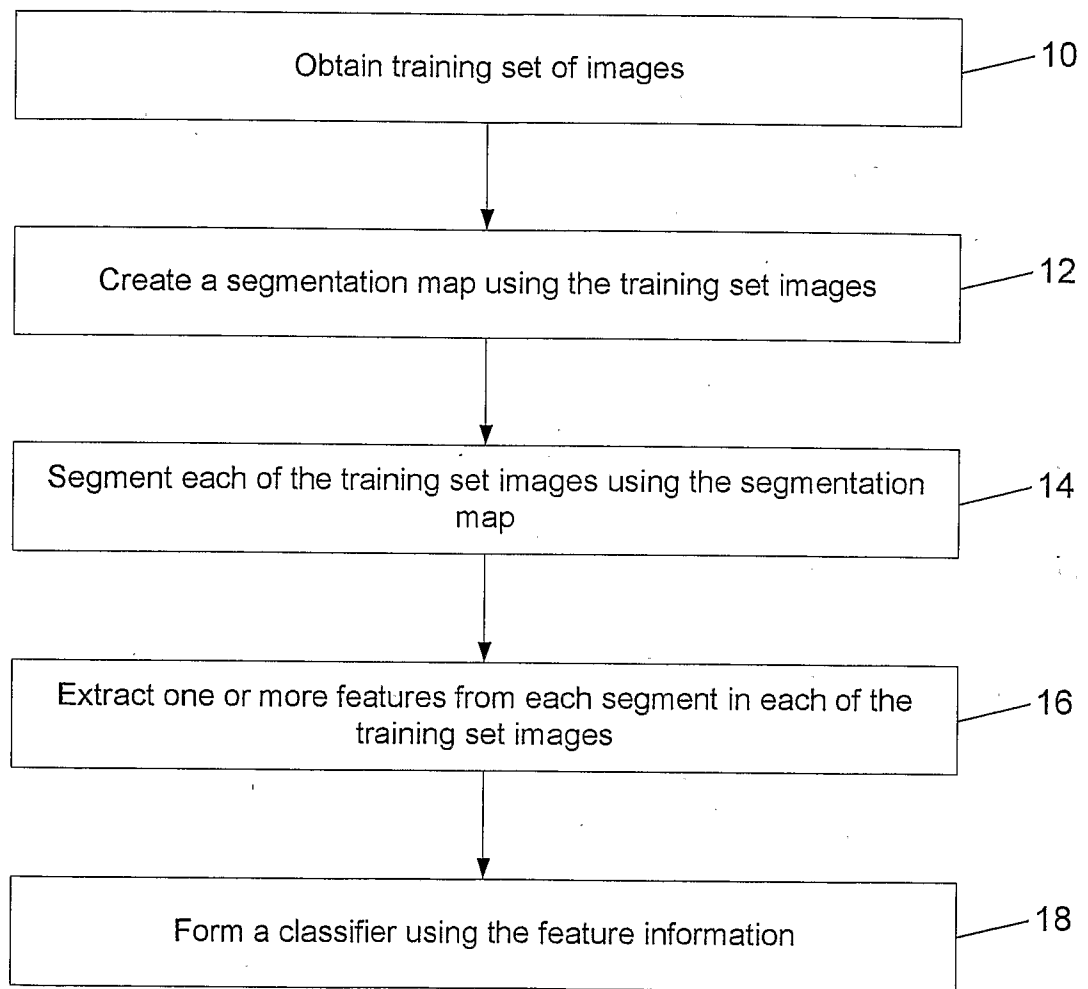 Obtain training set of images
10
Create a segmentation map using the training set images
12
Segment each of the training set images using the segmentation
map
14
Extract one or more features from each segment in each of the
training set images
16
Form a classifier using the feature information
18